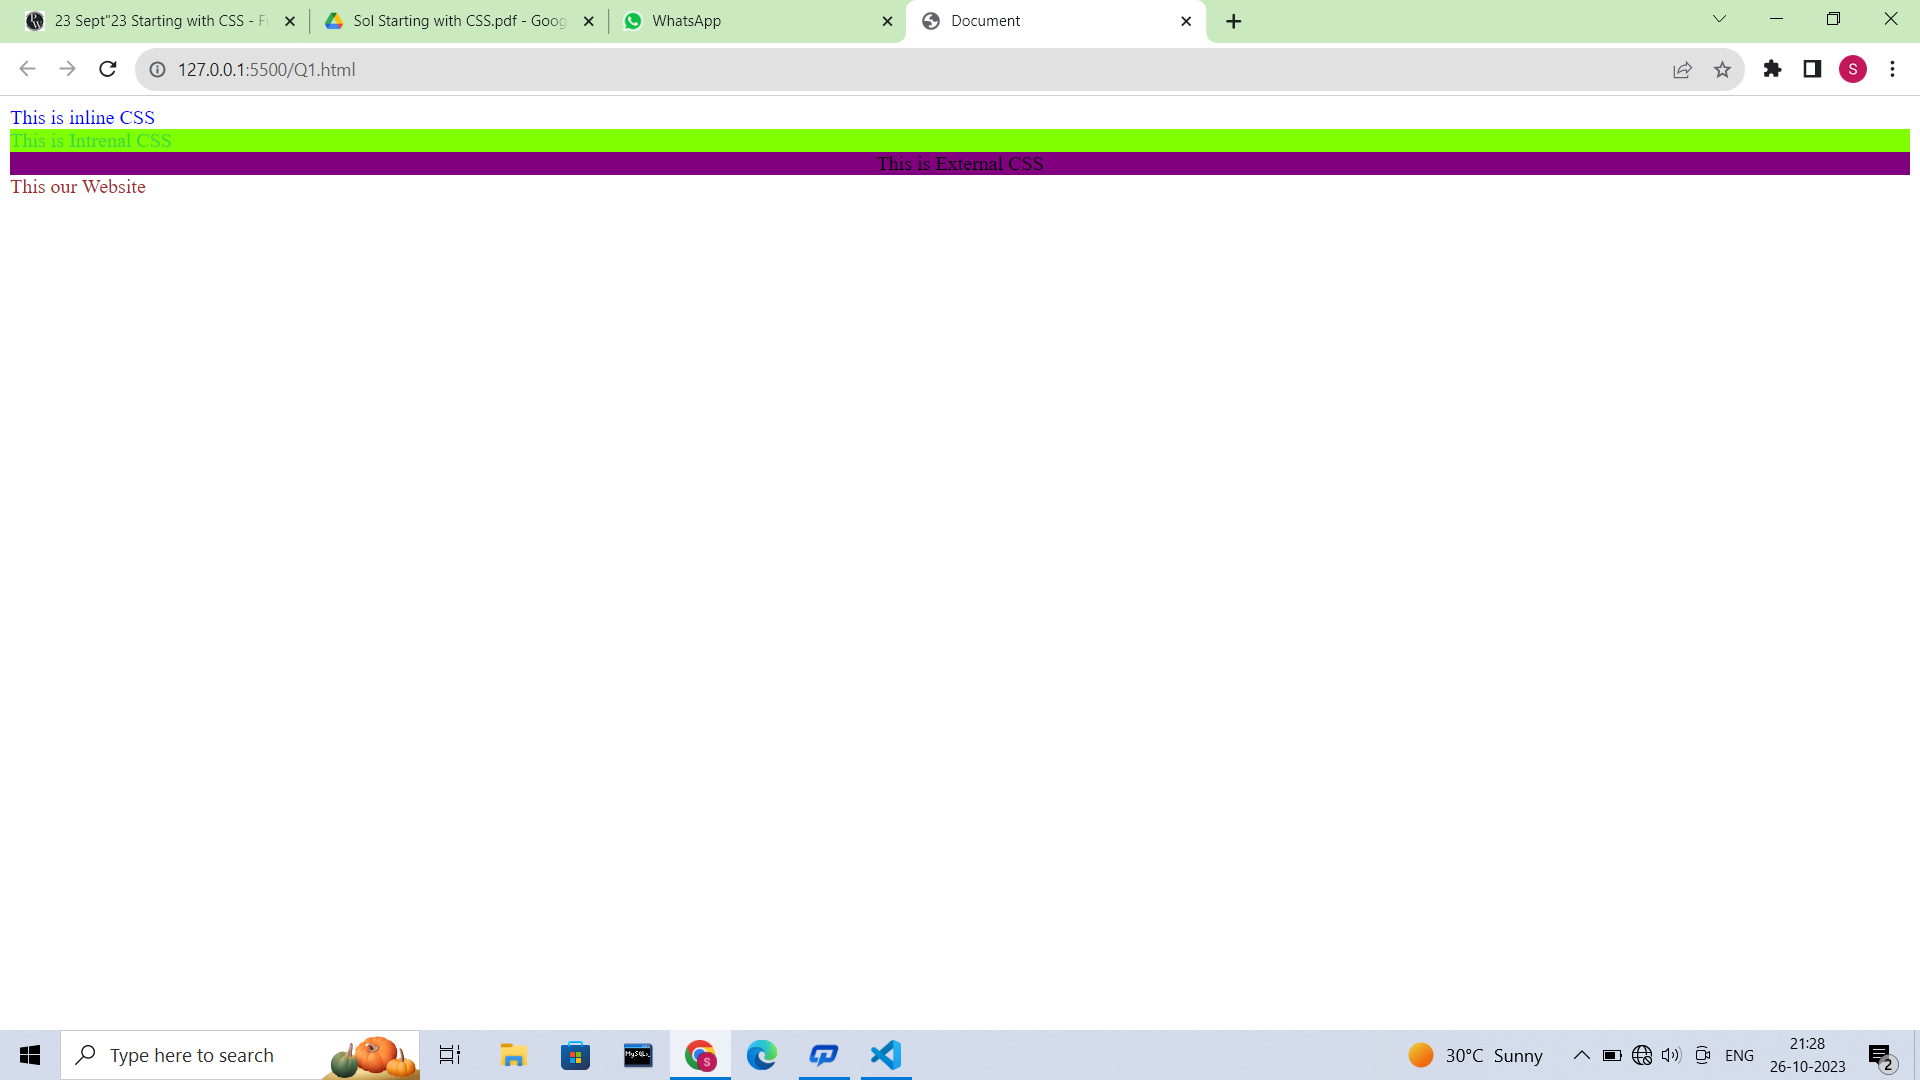 23 Sept"23 Starting with CSS - F
Sol Starting with CSS.pdf - Goog
WhatsApp
Document
127.0.0.1:5500/Q1.html
S
This is inline CSS
This is Intrenal CSS
This is External CSS
This our Website
Type here to search
MySQL
S
30°C Sunny
ENG
21:28
26-10-2023
2